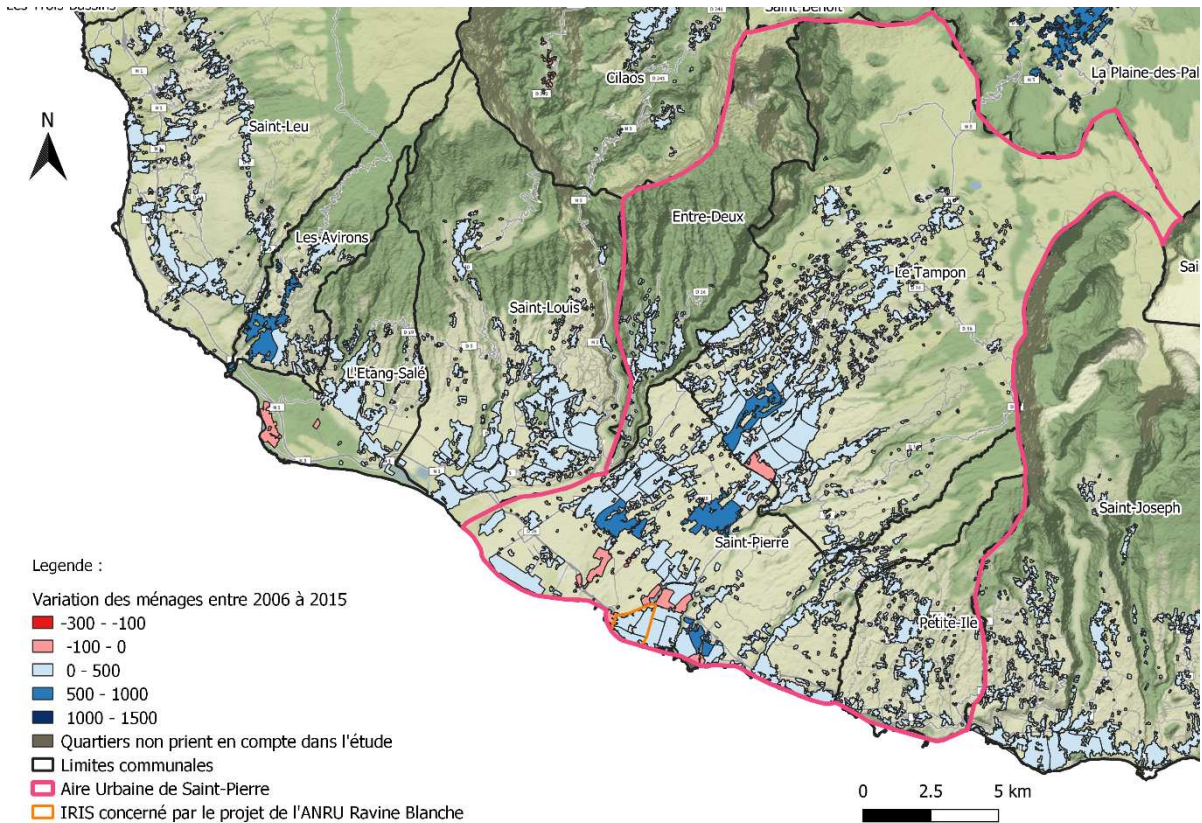 Les Trois-Bassins
Saint-Benoît
Cilaos
La Plaine-des-Pal
N
Saint-Leu
Entre-Deux
Les Avirons
Le Tampon
Sai
Saint-Louis
L'Etang-Salé
Saint-Joseph
Saint-Pierre
Petite-Ile
Legende :
Variation des ménages entre 2006 à 2015
-300 - -100
-100 - 0
0 - 500
500 - 1000
1000 - 1500
Quartiers non prient en compte dans l'étude
Limites communales
Aire Urbaine de Saint-Pierre
IRIS concerné par le projet de l'ANRU Ravine Blanche
0 2.5 5 km